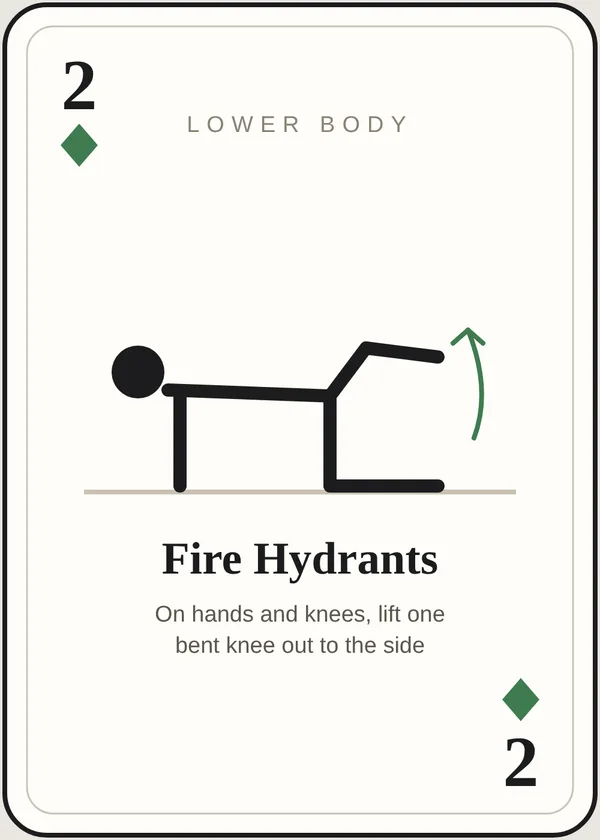 2
LOWER BODY
Fire Hydrants
On hands and knees, lift one
bent knee out to the side
2